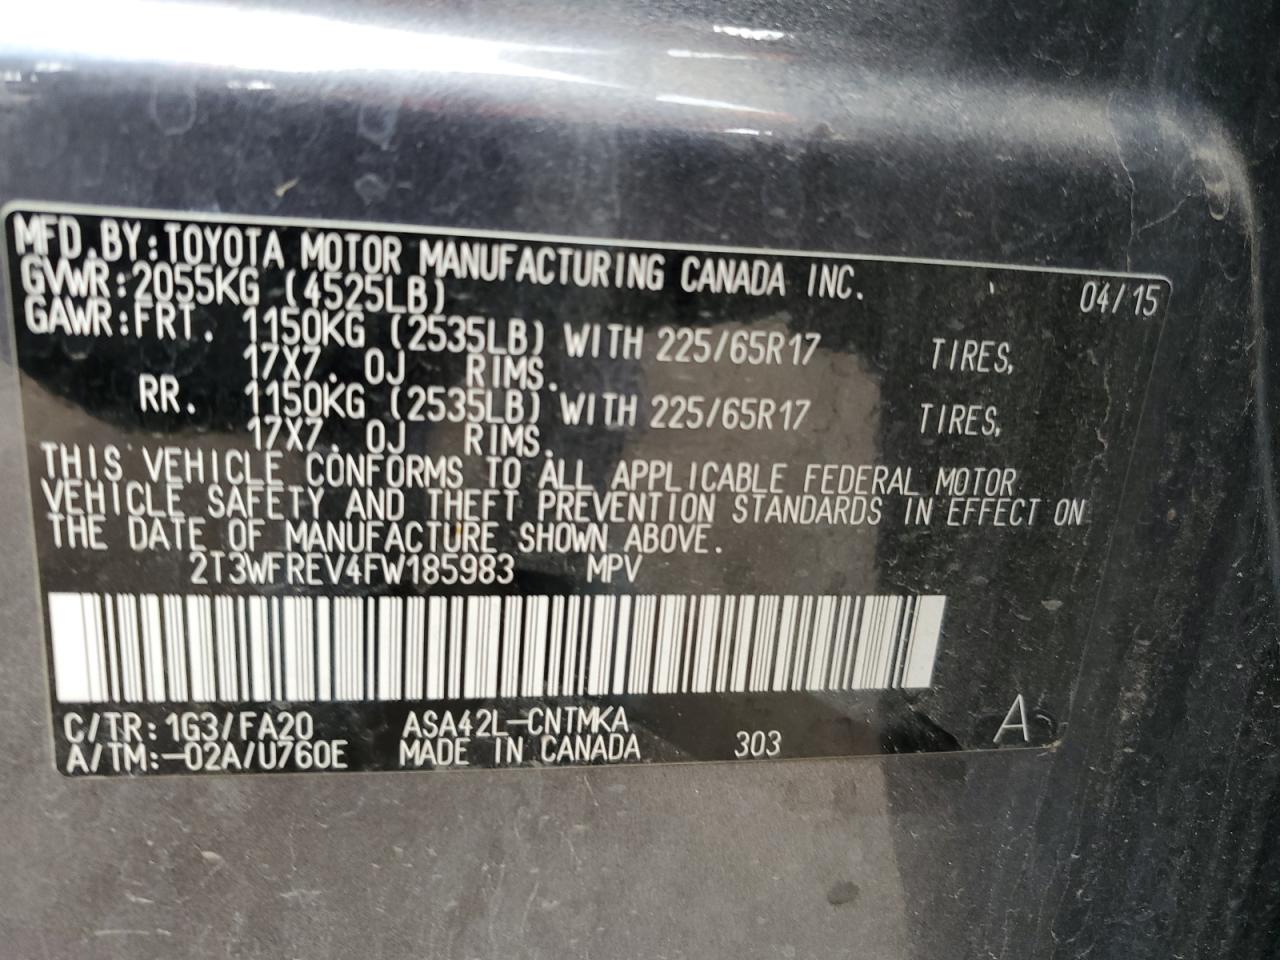 MFD.BY:TOYOTA MOTOR MANUFACTURING CANADA INC. 04/15
GVWR:2055KG (4525LB)
GAWR:FRT. 1150KG (2535LB) WITH 225/65R17 TIRES,
17X7.0J RIMS.
RR. 1150KG (2535LB) WITH 225/65R17 TIRES,
17X7.0J RIMS.
THIS VEHICLE CONFORMS TO ALL APPLICABLE FEDERAL MOTOR
VEHICLE SAFETY AND THEFT PREVENTION STANDARDS IN EFFECT ON
THE DATE OF MANUFACTURE SHOWN ABOVE.
2T3WFREV4FW185983 MPV
C/TR:1G3/FA20 ASA42L-CNTMKA A
A/TM:-02A/U760E MADE IN CANADA 303